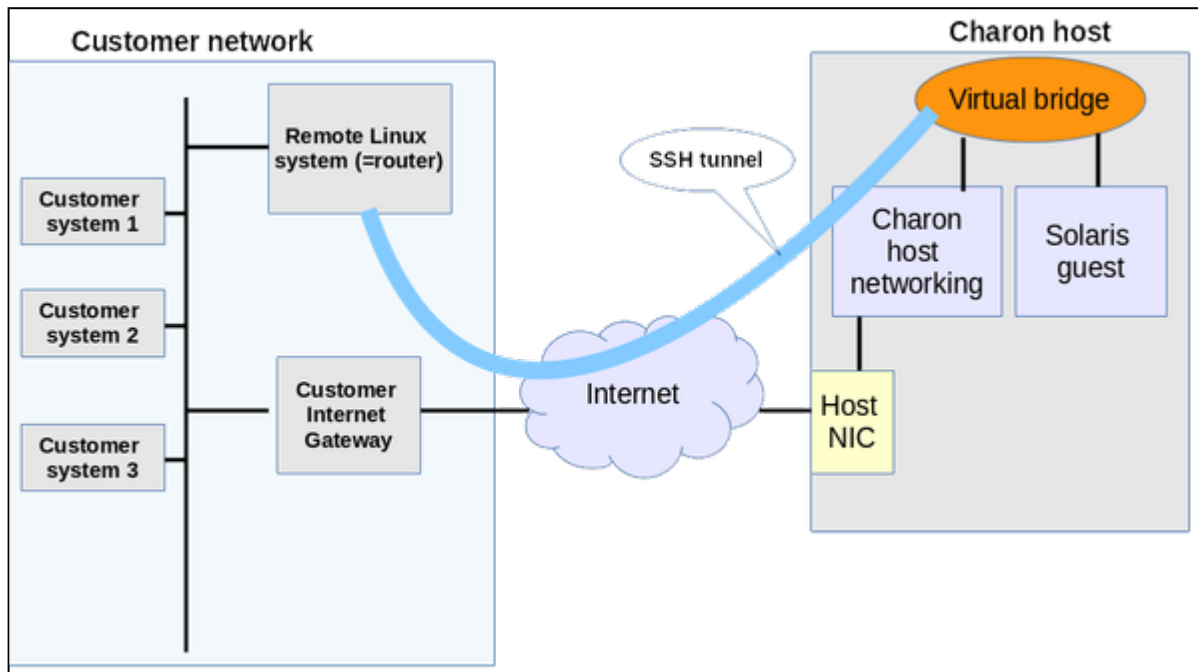 Customer network
Charon host
Remote Linux
system (=router)
Customer
system 1
Customer
system 2
Customer
system 3
Customer
Internet
Gateway
SSH tunnel
Internet
Virtual bridge
Charon
host
networking
Solaris
guest
Host
NIC